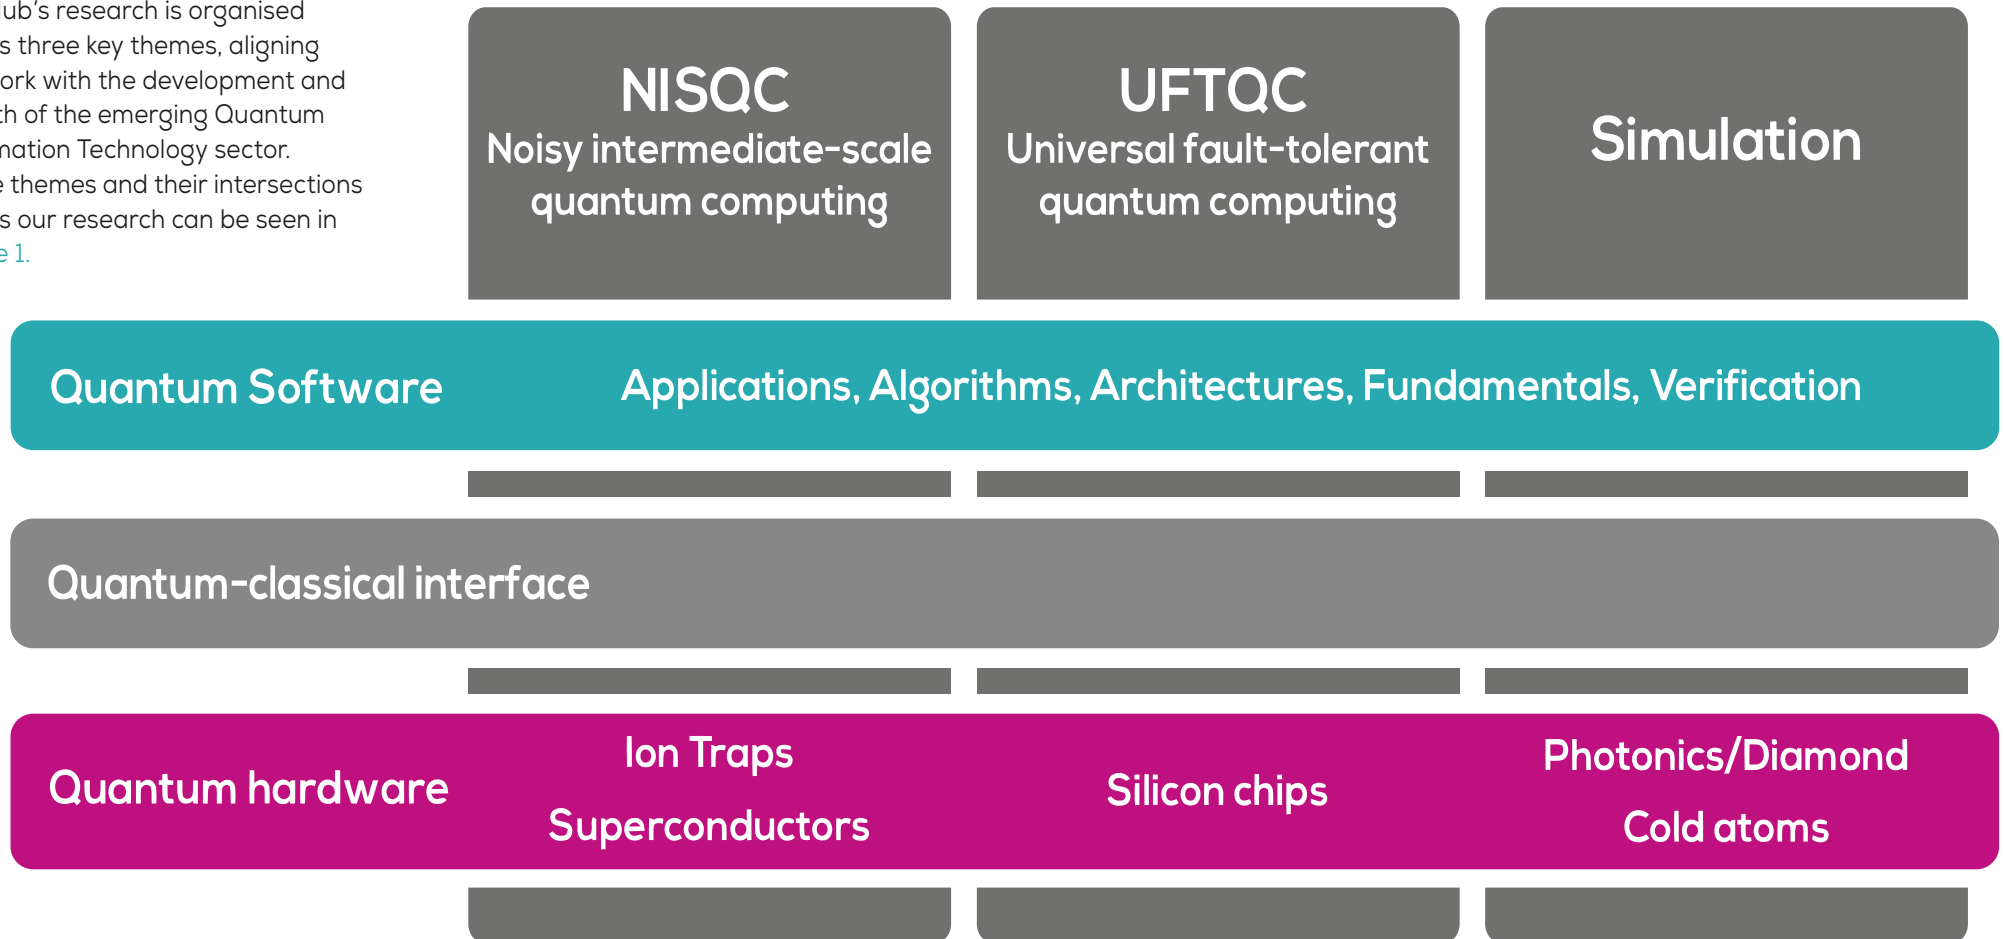 lub's research is organised
s three key themes, aligning
ork with the development and
th of the emerging Quantum
mation Technology sector.
e themes and their intersections
s our research can be seen in
e 1.
NISQC
Noisy intermediate-scale
quantum computing
UFTQC
Universal fault-tolerant
quantum computing
Simulation
Quantum Software
Applications, Algorithms, Architectures, Fundamentals, Verification
Quantum-classical interface
Quantum hardware
Ion Traps
Superconductors
Silicon chips
Photonics/Diamond
Cold atoms